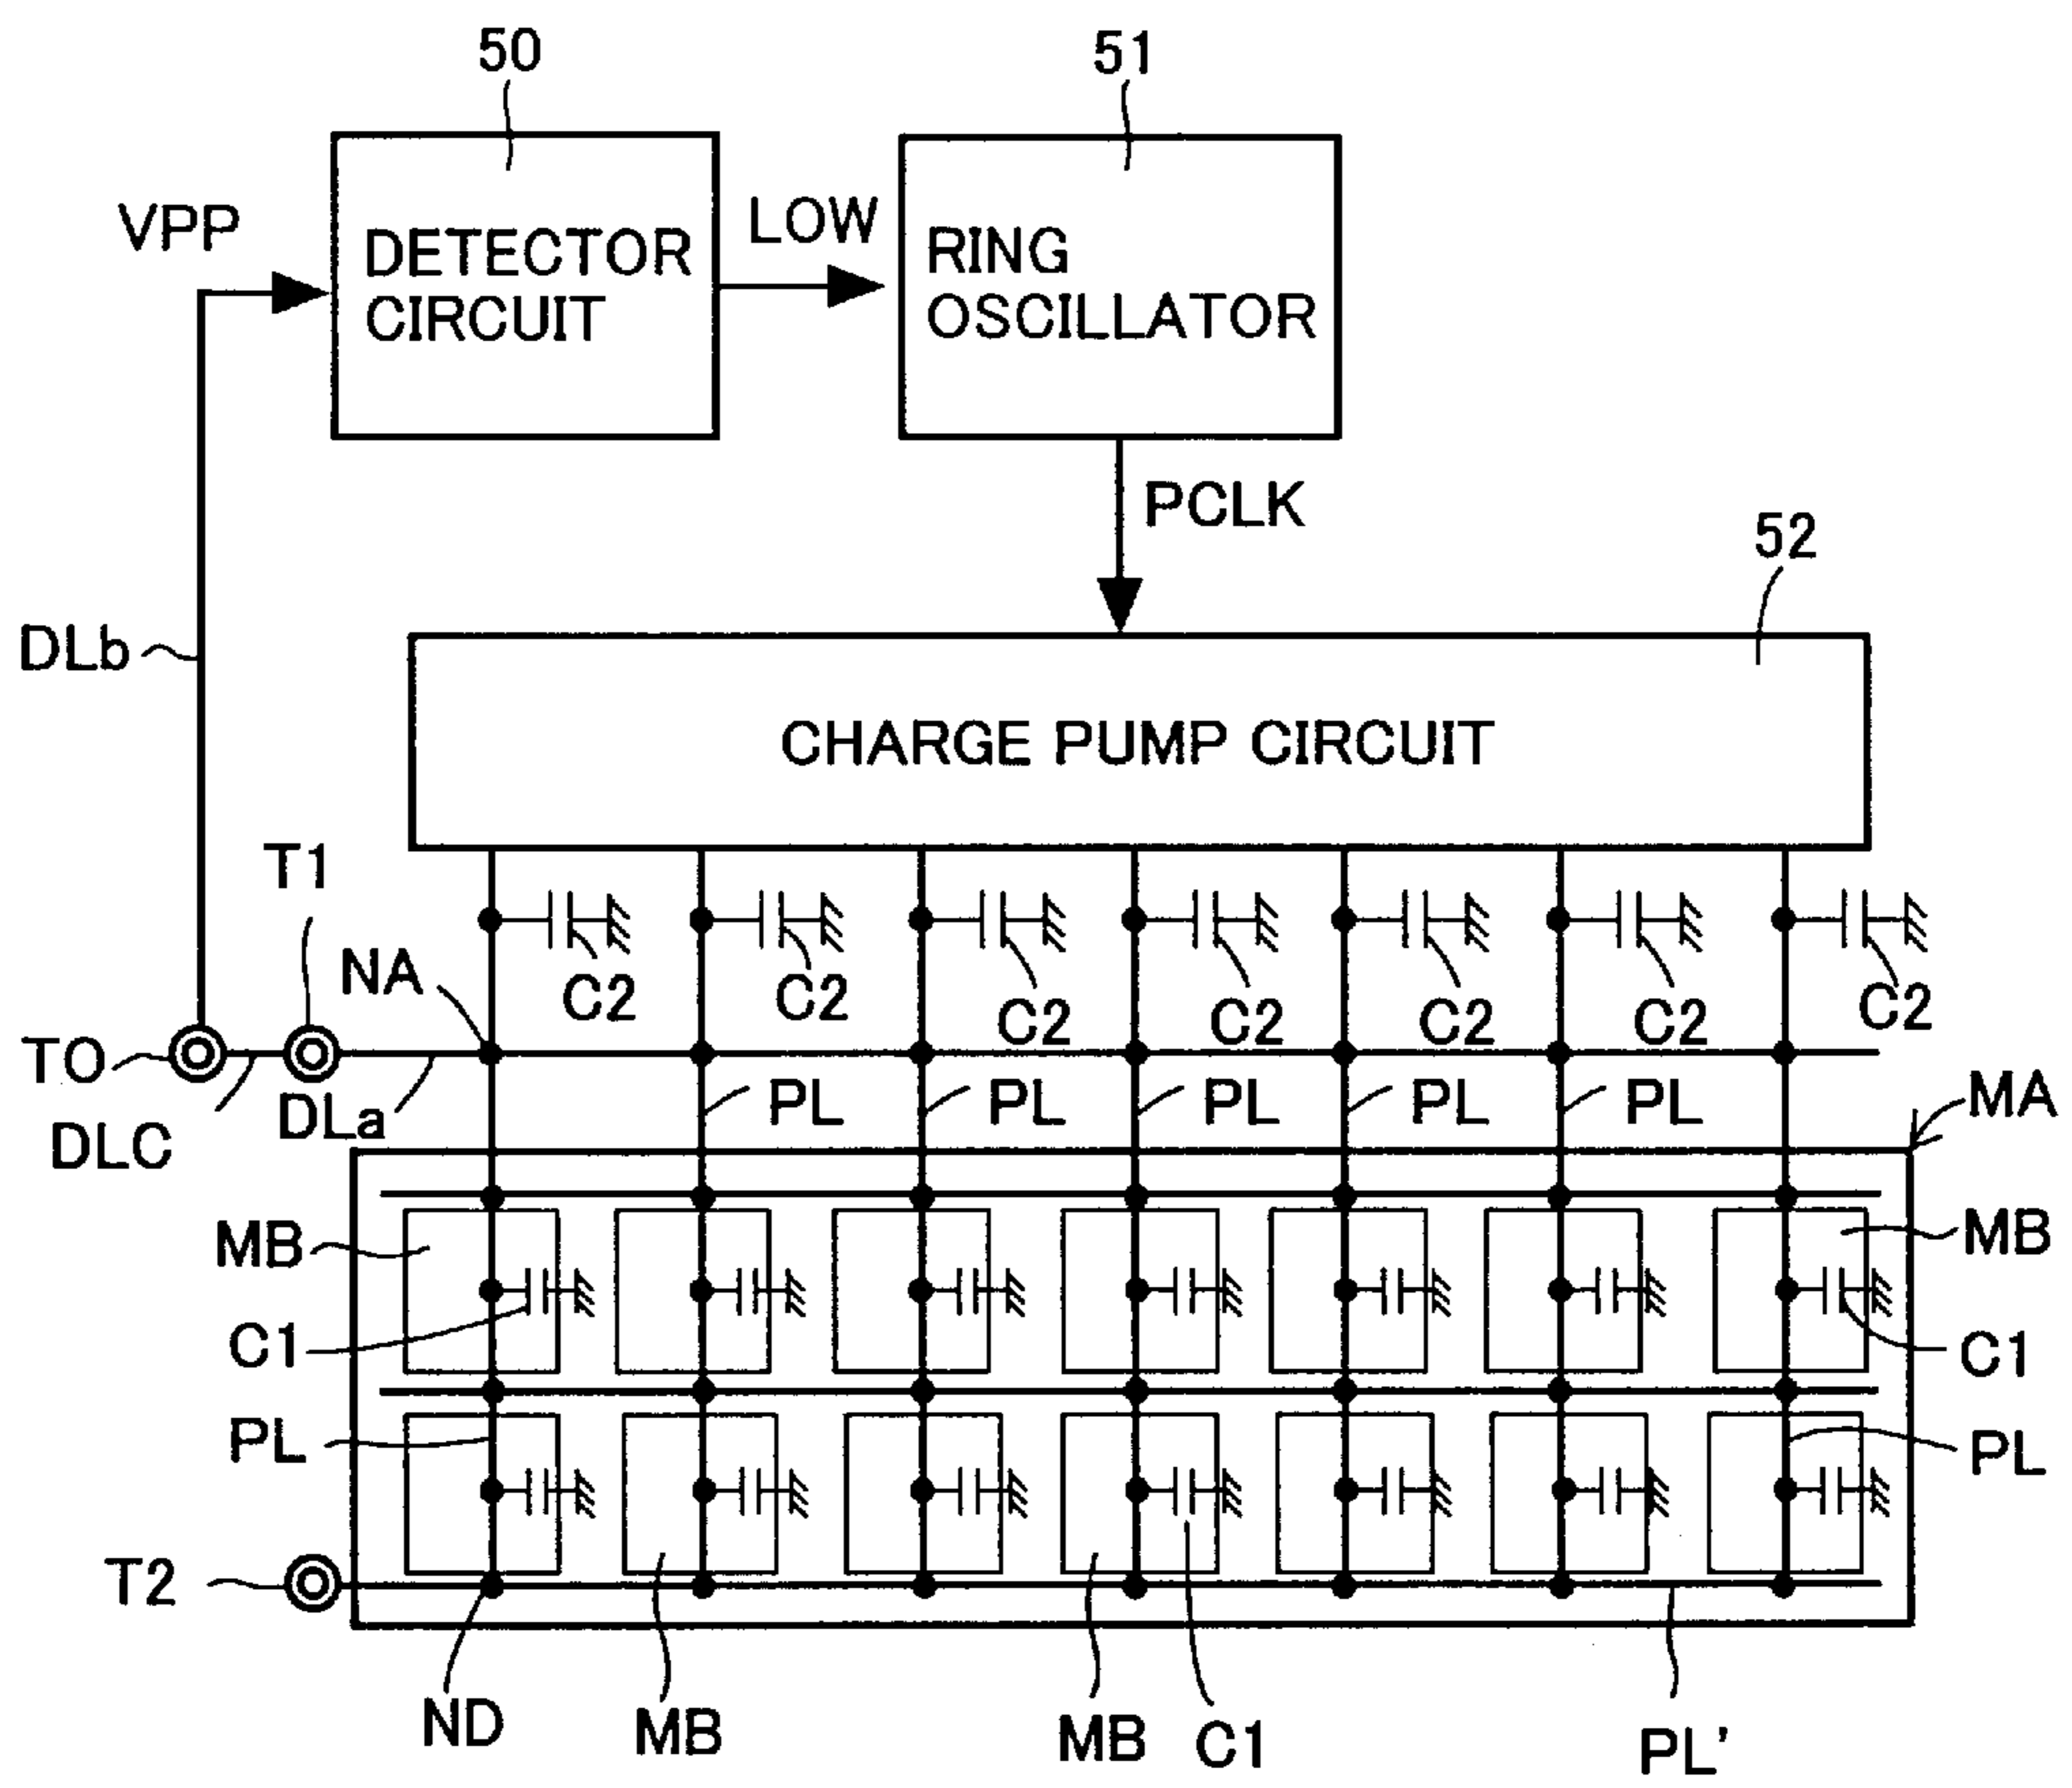 50
51
VPP
DETECTOR
CIRCUIT
LOW
RING
OSCILLATOR
PCLK
52
DLb
CHARGE PUMP CIRCUIT
T1
NA
C2
C2
C2
C2
C2
C2
C2
TO
DLC
DLa
PL
PL
PL
PL
PL
MA
MB
MB
C1
C1
PL
PL
T2
ND
MB
MB
C1
PL'